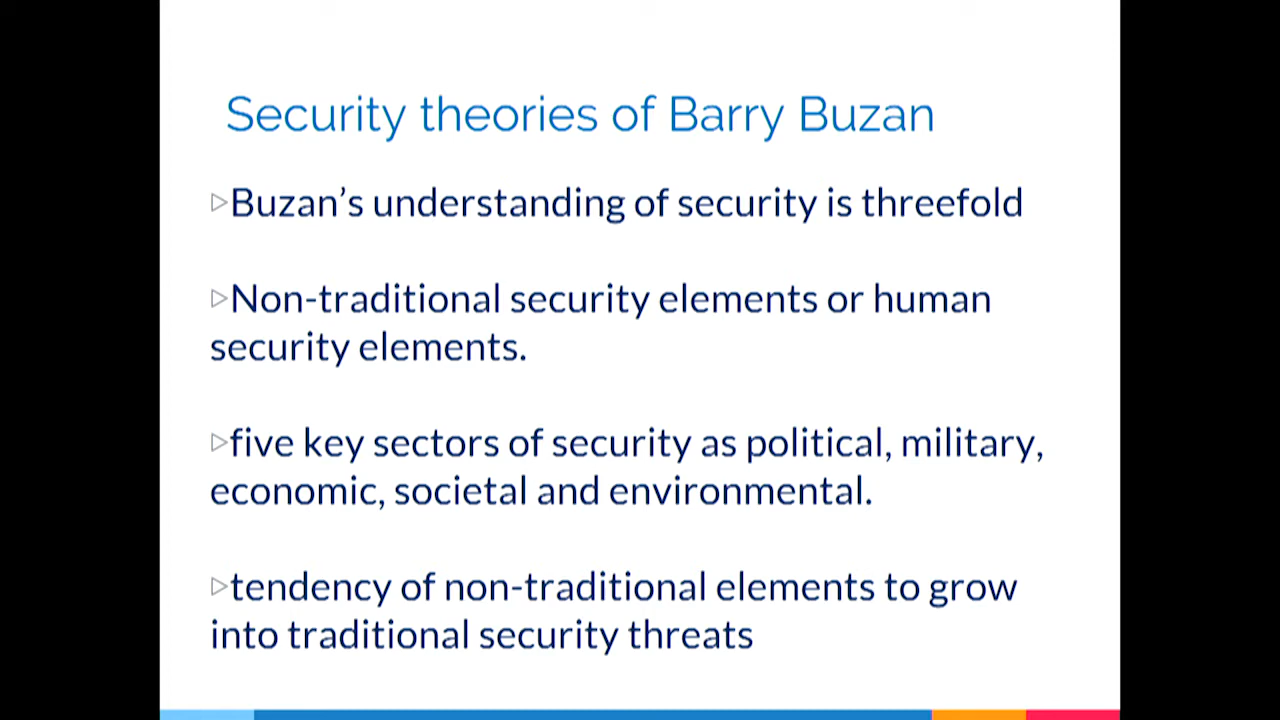 Security theories of Barry Buzan
▷Buzan’s understanding of security is threefold
▷Non-traditional security elements or human
security elements.
▷five key sectors of security as political, military,
economic, societal and environmental.
▷tendency of non-traditional elements to grow
into traditional security threats